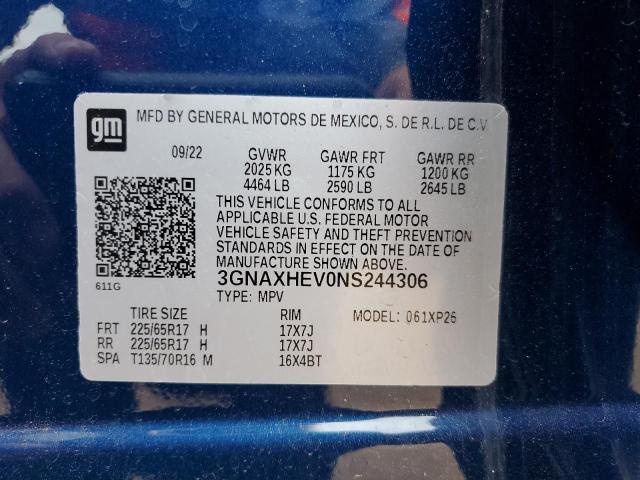 gm
MFD BY GENERAL MOTORS DE MEXICO, S. DE R.L. DE C.V
09/22 GVWR GAWR FRT GAWR RR
2025 KG 1175 KG 1200 KG
4464 LB 2590 LB 2645 LB
THIS VEHICLE CONFORMS TO ALL
APPLICABLE U.S. FEDERAL MOTOR
VEHICLE SAFETY AND THEFT PREVENTION
STANDARDS IN EFFECT ON THE DATE OF
MANUFACTURE SHOWN ABOVE.
611G
3GNAXHEV0NS244306
TYPE: MPV
TIRE SIZE RIM MODEL: 061XP26
FRT 225/65R17 H 17X7J
RR 225/65R17 H 17X7J
SPA T135/70R16 M 16X4BT